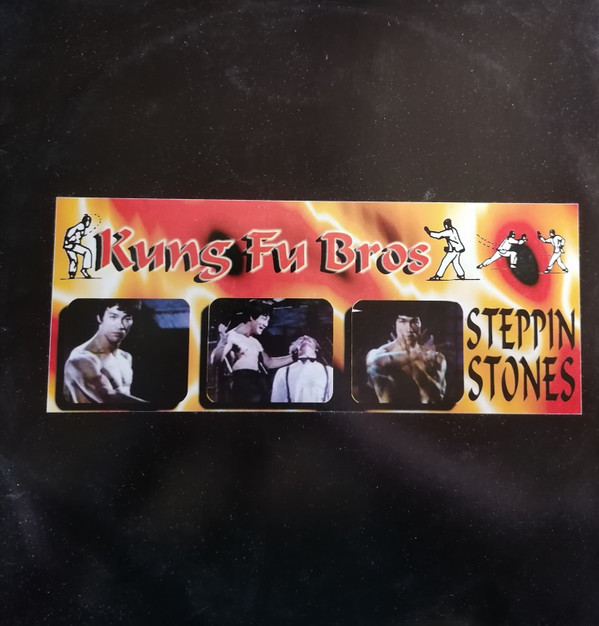 Kung Fu Bros
STEPPIN
STONES